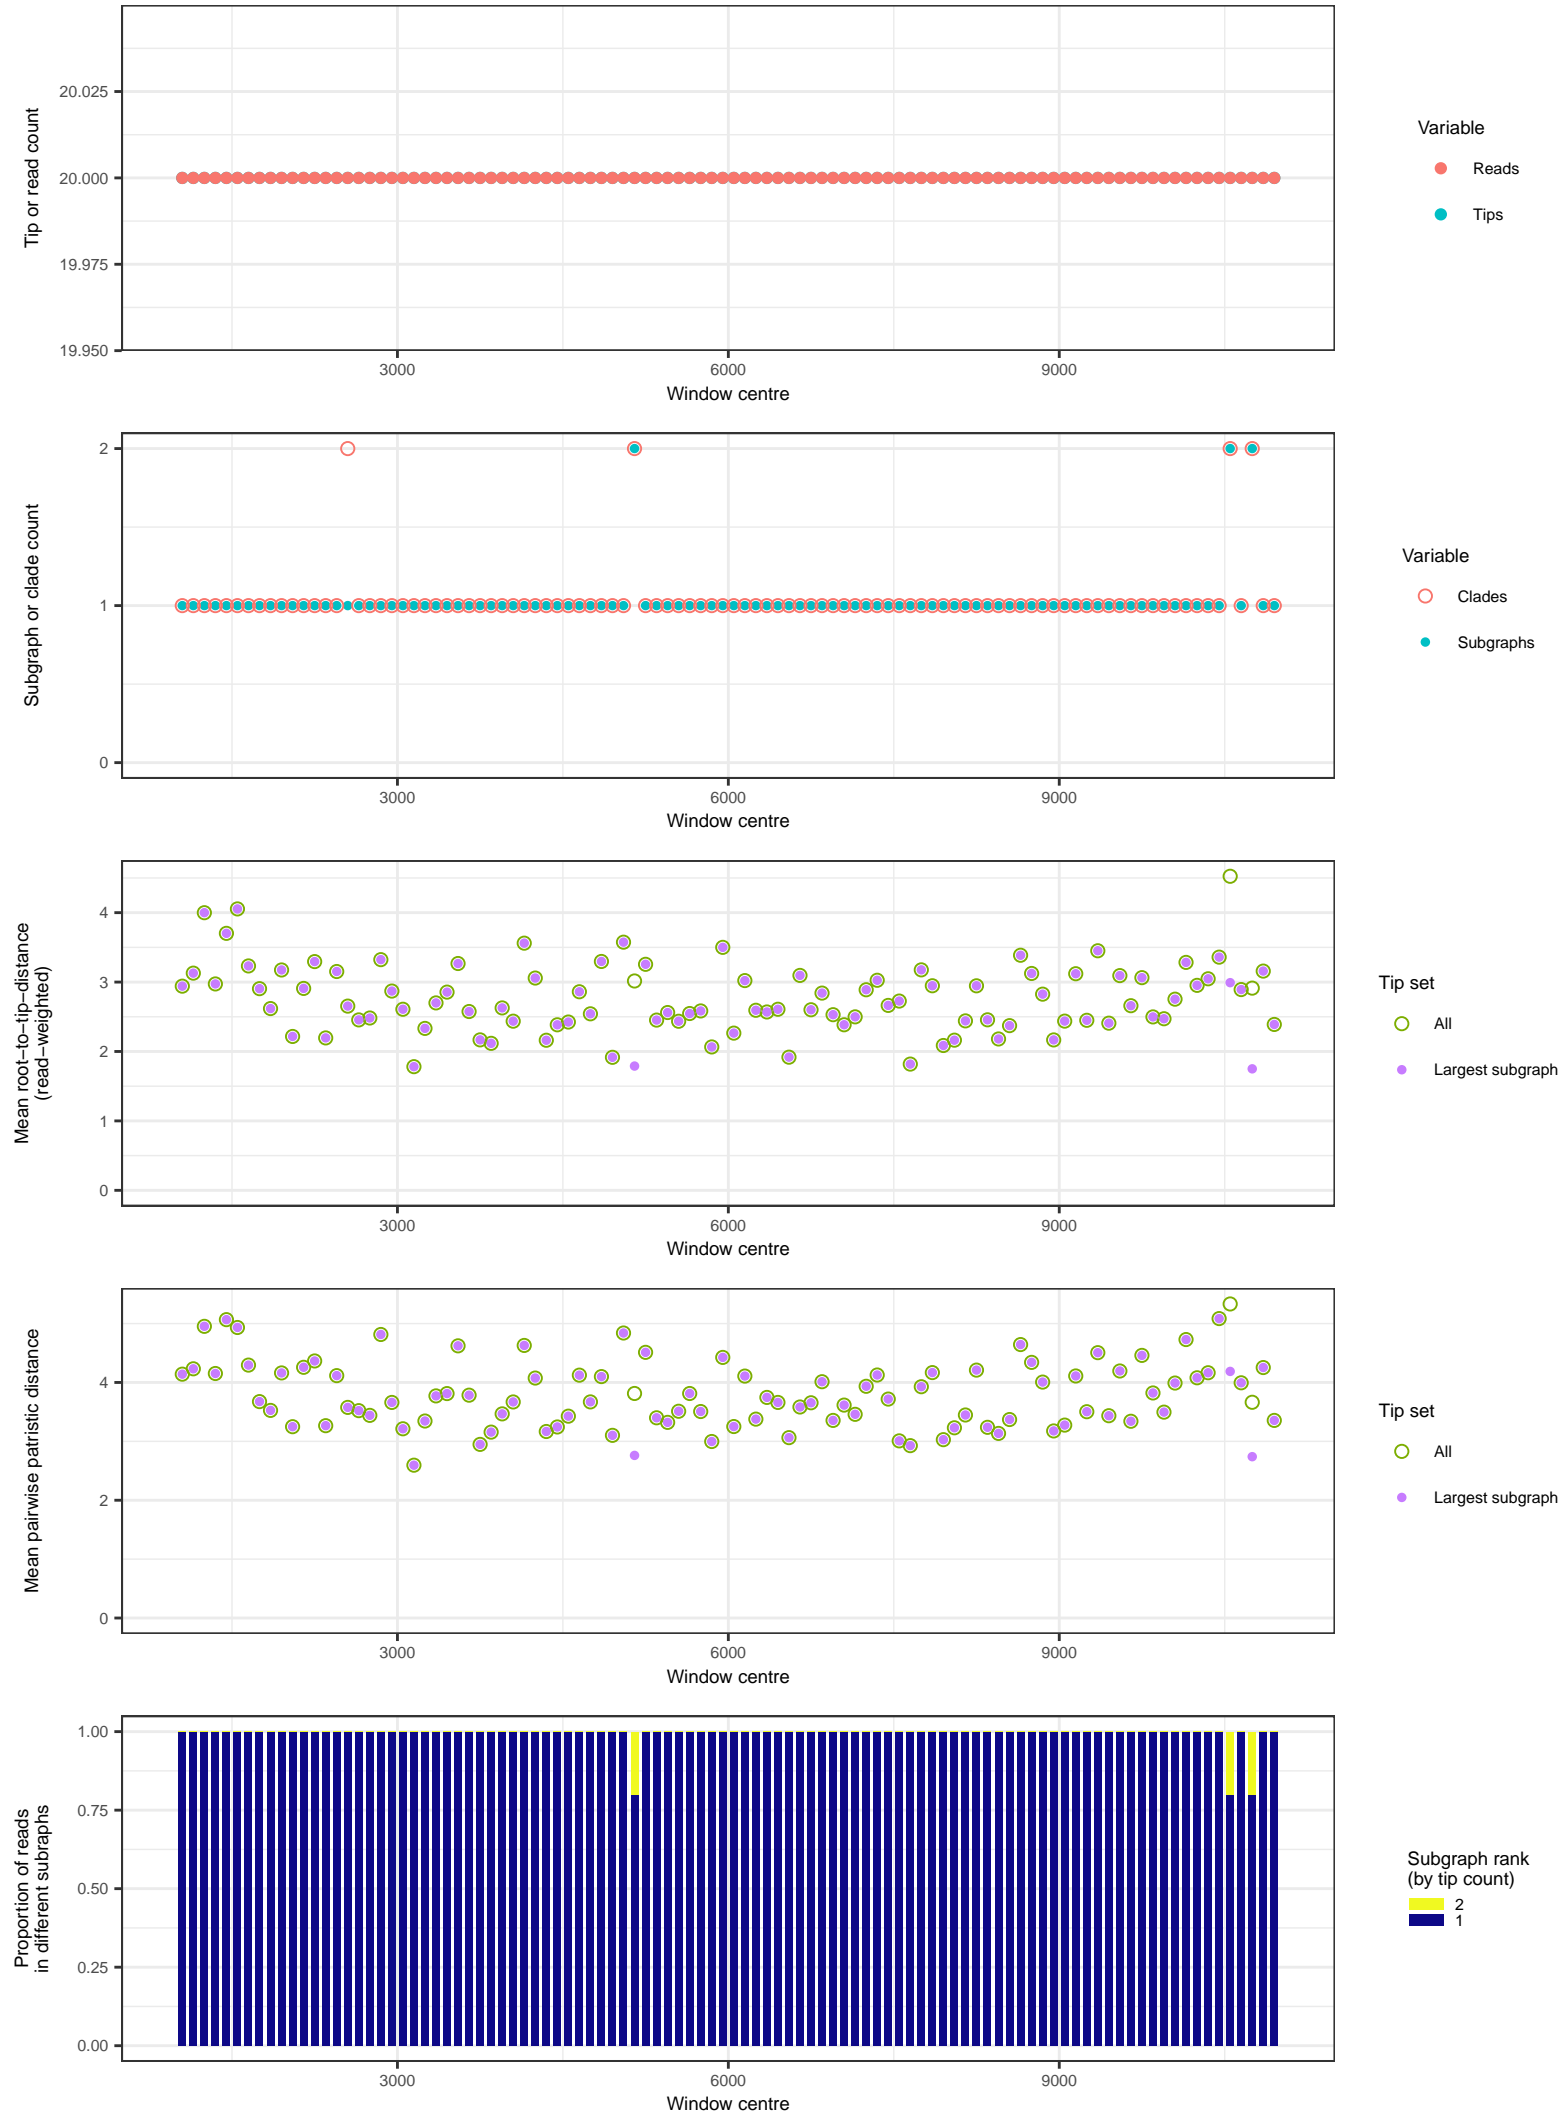 20.025
20.000
19.975
19.950
Tip or read count
3000
6000
9000
Window centre
Variable
Reads
Tips
2
1
0
Subgraph or clade count
3000
6000
9000
Window centre
Variable
Clades
Subgraphs
4
3
2
1
0
Mean root−to−tip−distance
(read−weighted)
3000
6000
9000
Window centre
Tip set
All
Largest subgraph
4
2
0
Mean pairwise patristic distance
3000
6000
9000
Window centre
Tip set
All
Largest subgraph
1.00
0.75
0.50
0.25
0.00
Proportion of reads
in different subraphs
3000
6000
9000
Window centre
Subgraph rank
(by tip count)
2
1